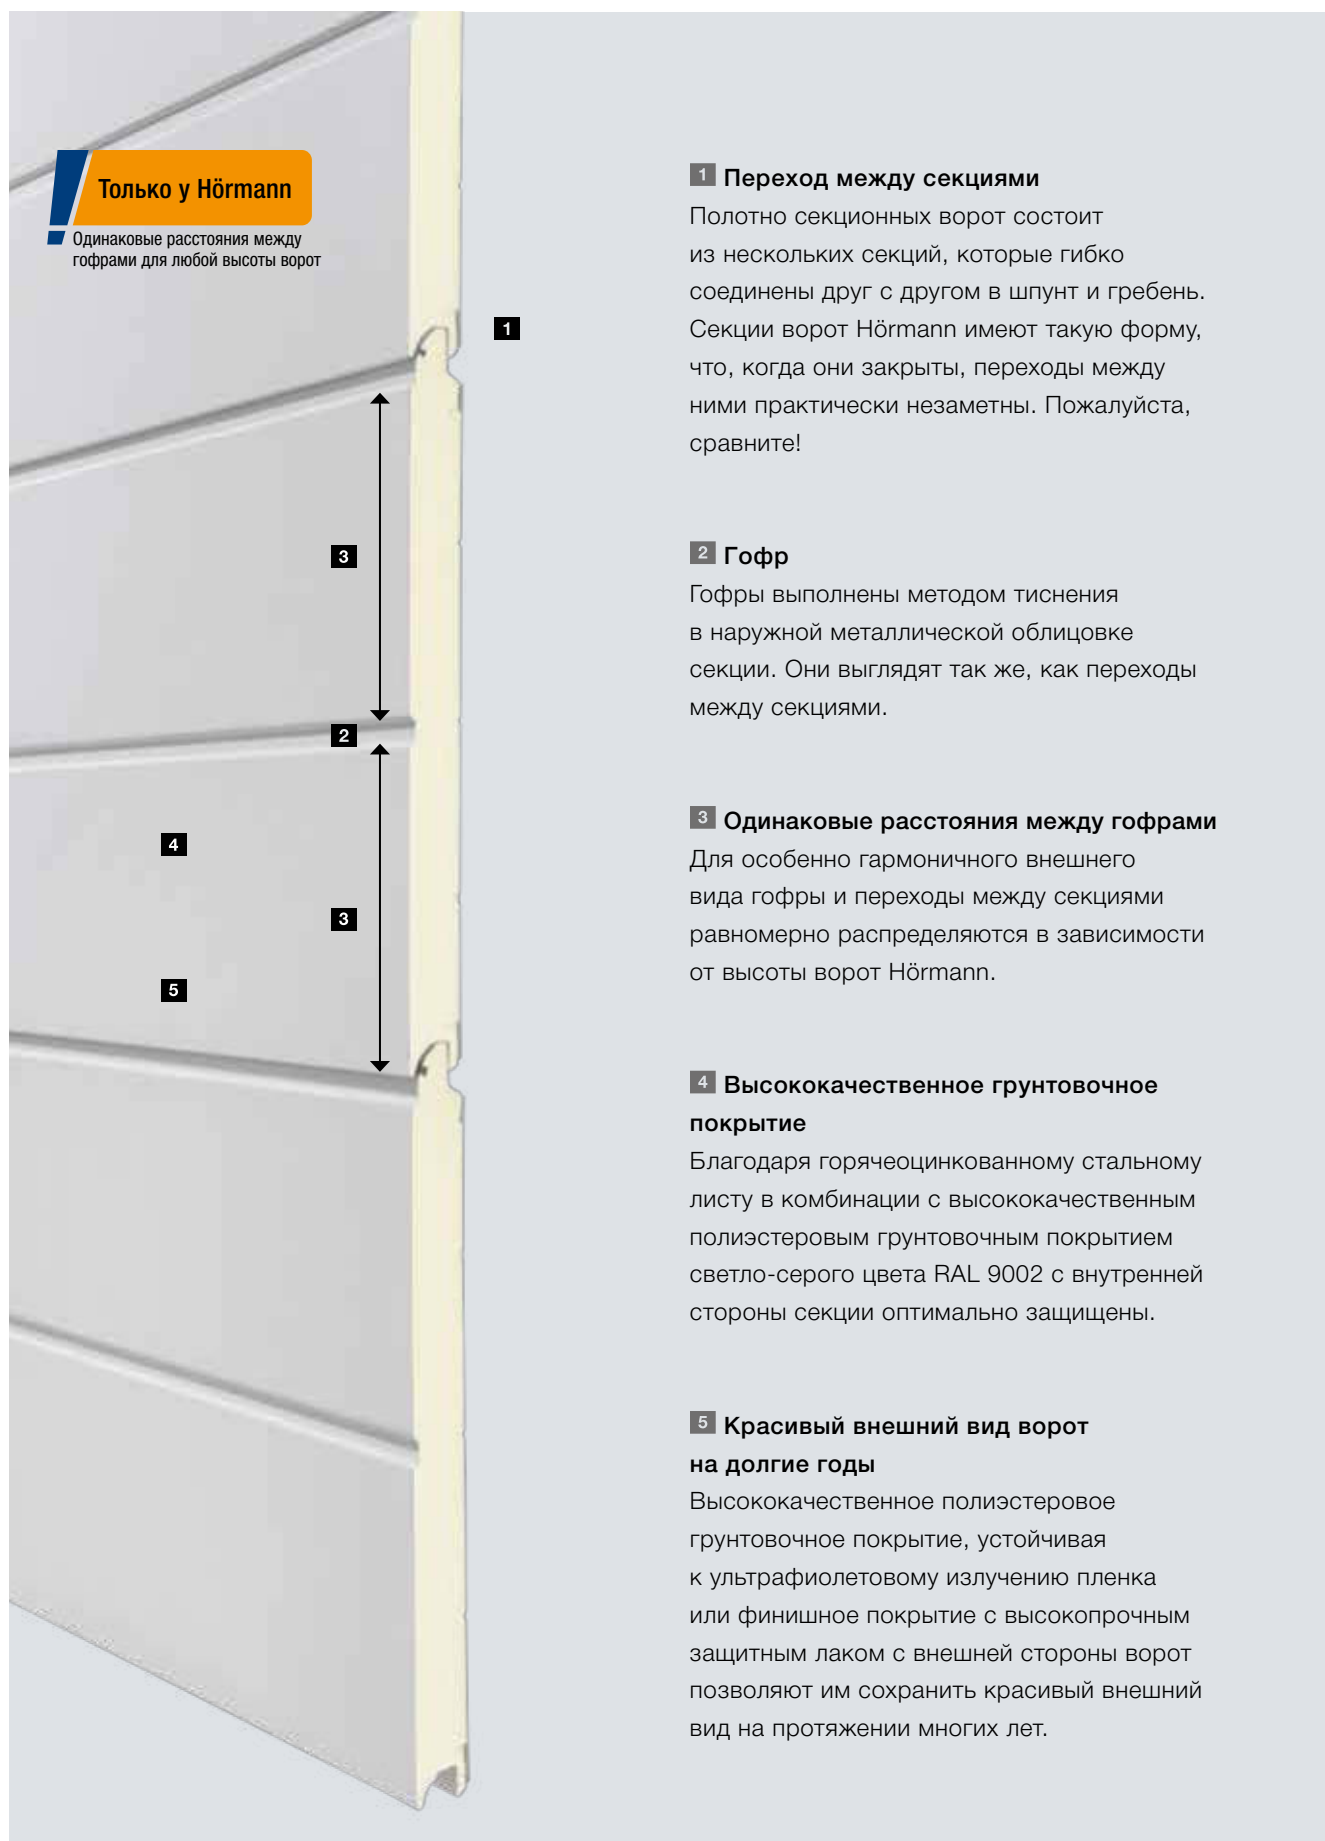 Только у Hörmann
Одинаковые расстояния между
гофрами для любой высоты ворот
1
3
2
4
3
5
1 Переход между секциями
Полотно секционных ворот состоит
из нескольких секций, которые гибко
соединены друг с другом в шпунт и гребень.
Секции ворот Hörmann имеют такую форму,
что, когда они закрыты, переходы между
ними практически незаметны. Пожалуйста,
сравните!
2 Гофр
Гофры выполнены методом тиснения
в наружной металлической облицовке
секции. Они выглядят так же, как переходы
между секциями.
3 Одинаковые расстояния между гофрами
Для особенно гармоничного внешнего
вида гофры и переходы между секциями
равномерно распределяются в зависимости
от высоты ворот Hörmann.
4 Высококачественное грунтовочное
покрытие
Благодаря горячеоцинкованному стальному
листу в комбинации с высококачественным
полиэстеровым грунтовочным покрытием
светло-серого цвета RAL 9002 с внутренней
стороны секции оптимально защищены.
5 Красивый внешний вид ворот
на долгие годы
Высококачественное полиэстеровое
грунтовочное покрытие, устойчивая
к ультрафиолетовому излучению пленка
или финишное покрытие с высокопрочным
защитным лаком с внешней стороны ворот
позволяют им сохранить красивый внешний
вид на протяжении многих лет.